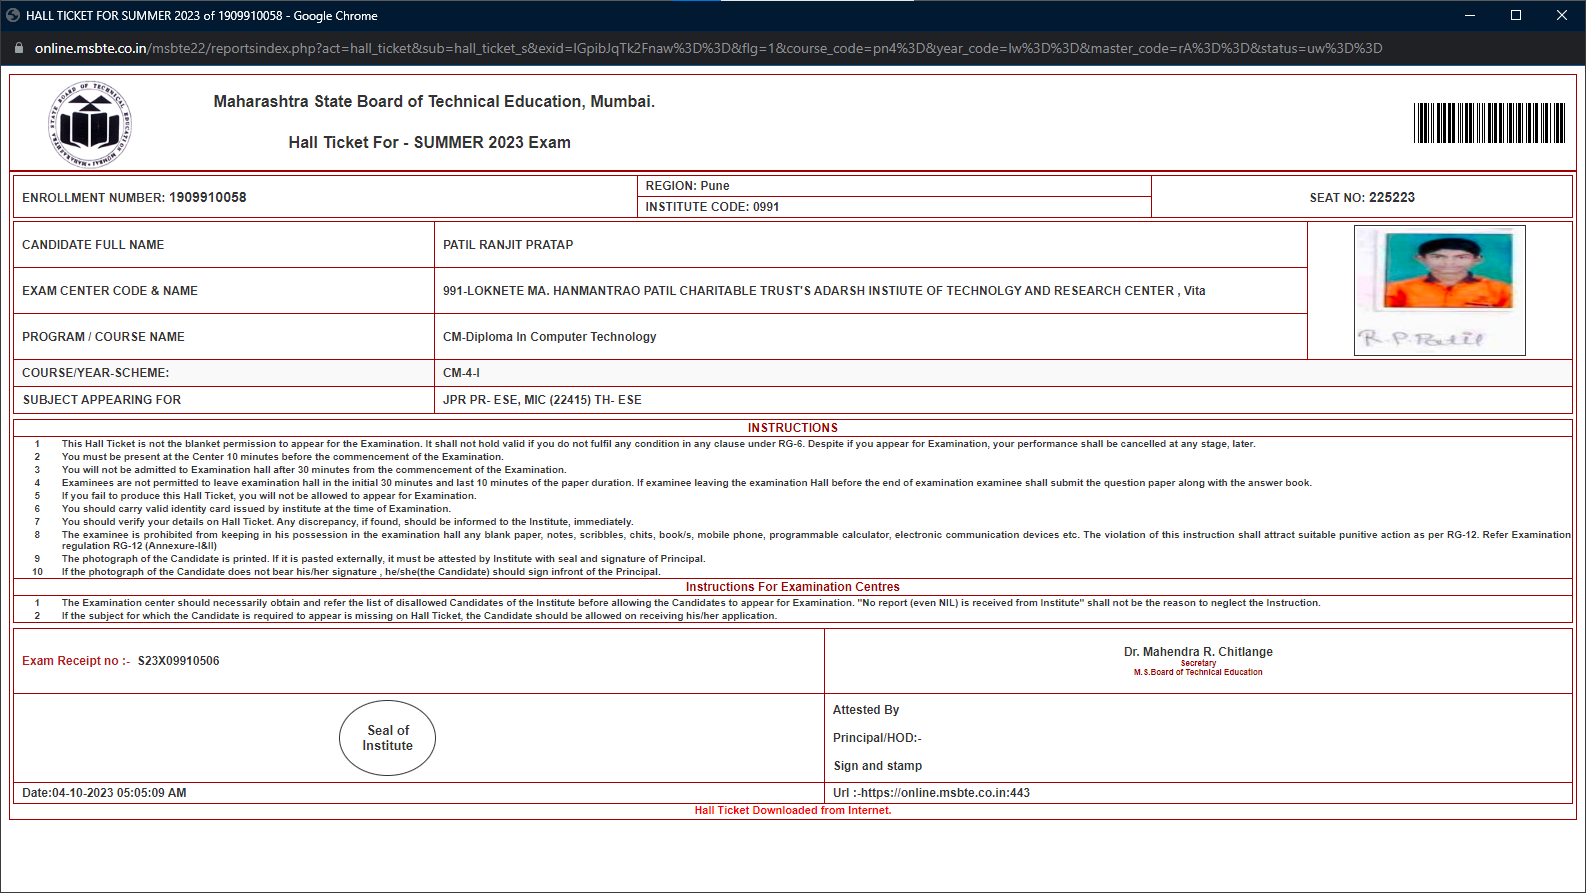 HALL TICKET FOR SUMMER 2023 of 1909910058 - Google Chrome
online.msbte.co.in/msbte22/reportsindex.php?act=hall_ticket&sub=hall_ticket_s&exid=IGpibJqTk2Fnaw%3D%3D&flg=1&course_code=pn4%3D&year_code=Iw%3D%3D&master_code=rA%3D%3D&status=uw%3D%3D
MAHARASHTRA STATE BOARD OF TECHNICAL EDUCATION MUMBAI
Maharashtra State Board of Technical Education, Mumbai.
Hall Ticket For - SUMMER 2023 Exam
ENROLLMENT NUMBER: 1909910058
REGION: Pune
INSTITUTE CODE: 0991
SEAT NO: 225223
CANDIDATE FULL NAME PATIL RANJIT PRATAP
EXAM CENTER CODE & NAME 991-LOKNETE MA. HANMANTRAO PATIL CHARITABLE TRUST'S ADARSH INSTIUTE OF TECHNOLGY AND RESEARCH CENTER , Vita
PROGRAM / COURSE NAME CM-Diploma In Computer Technology
R.P.Patil
COURSE/YEAR-SCHEME: CM-4-I
SUBJECT APPEARING FOR JPR PR- ESE, MIC (22415) TH- ESE
INSTRUCTIONS
1 This Hall Ticket is not the blanket permission to appear for the Examination. It shall not hold valid if you do not fulfil any condition in any clause under RG-6. Despite if you appear for Examination, your performance shall be cancelled at any stage, later.
2 You must be present at the Center 10 minutes before the commencement of the Examination.
3 You will not be admitted to Examination hall after 30 minutes from the commencement of the Examination.
4 Examinees are not permitted to leave examination hall in the initial 30 minutes and last 10 minutes of the paper duration. If examinee leaving the examination Hall before the end of examination examinee shall submit the question paper along with the answer book.
5 If you fail to produce this Hall Ticket, you will not be allowed to appear for Examination.
6 You should carry valid identity card issued by institute at the time of Examination.
7 You should verify your details on Hall Ticket. Any discrepancy, if found, should be informed to the Institute, immediately.
8 The examinee is prohibited from keeping in his possession in the examination hall any blank paper, notes, scribbles, chits, book/s, mobile phone, programmable calculator, electronic communication devices etc. The violation of this instruction shall attract suitable punitive action as per RG-12. Refer Examination
regulation RG-12 (Annexure-I&II)
9 The photograph of the Candidate is printed. If it is pasted externally, it must be attested by Institute with seal and signature of Principal.
10 If the photograph of the Candidate does not bear his/her signature , he/she(the Candidate) should sign infront of the Principal.
Instructions For Examination Centres
1 The Examination center should necessarily obtain and refer the list of disallowed Candidates of the Institute before allowing the Candidates to appear for Examination. "No report (even NIL) is received from Institute" shall not be the reason to neglect the Instruction.
2 If the subject for which the Candidate is required to appear is missing on Hall Ticket, the Candidate should be allowed on receiving his/her application.
Exam Receipt no :- S23X09910506
Dr. Mahendra R. Chitlange
Secretary
M.S.Board of Technical Education
Seal of
Institute
Attested By
Principal/HOD:-
Sign and stamp
Date:04-10-2023 05:05:09 AM
Url :-https://online.msbte.co.in:443
Hall Ticket Downloaded from Internet.